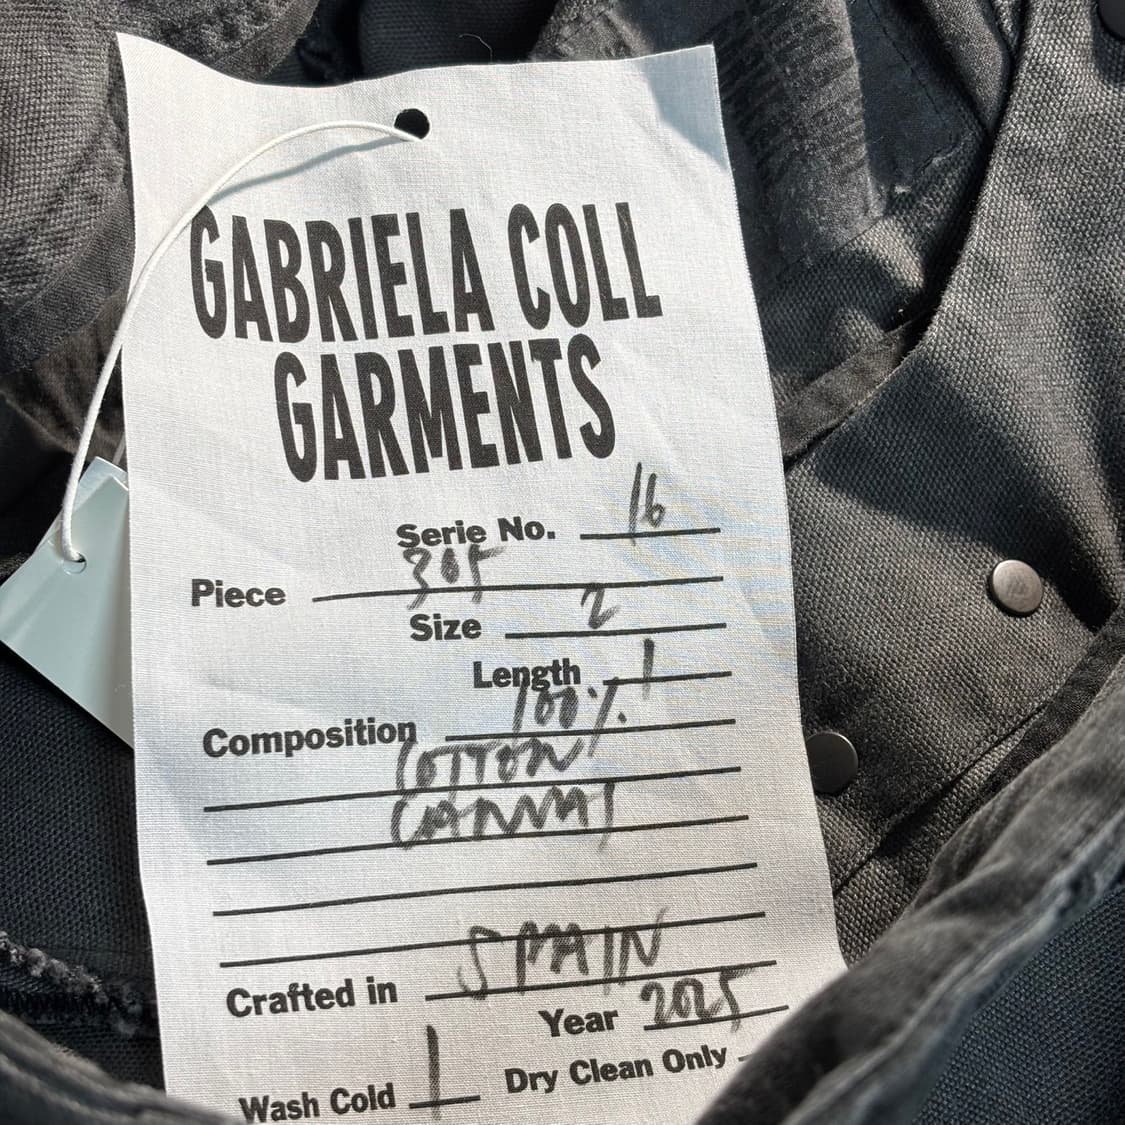 GABRIELA COLL
GARMENTS
Serie No. 16
Piece 305
Size 2
Length 1
Composition 100%
COTTON
CANVAS
Crafted in SPAIN
Year 2025
Wash Cold |
Dry Clean Only